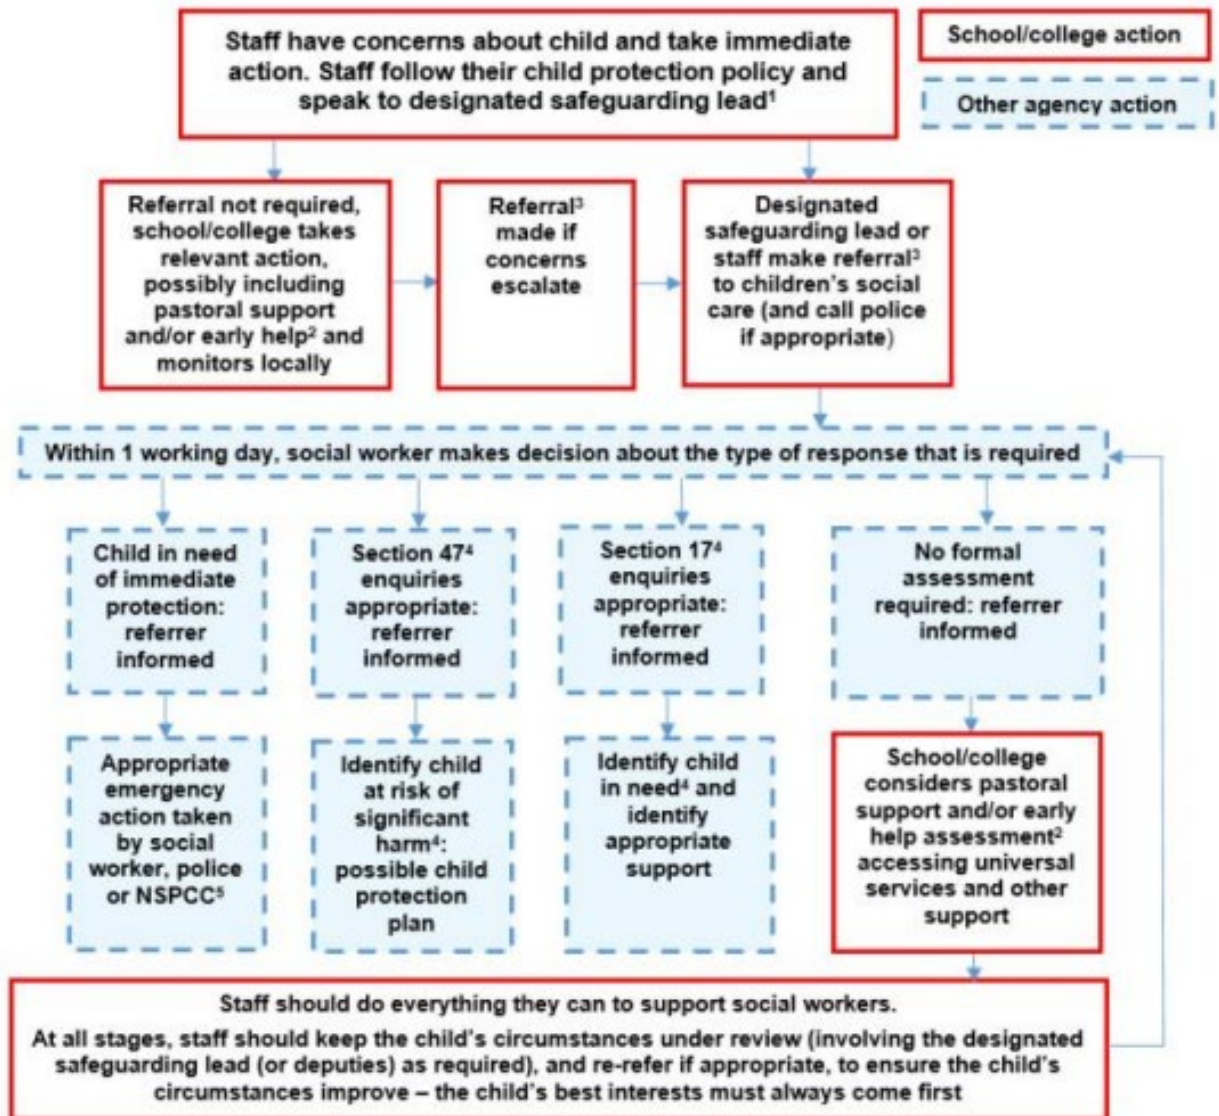 Staff have concerns about child and take immediate
action. Staff follow their child protection policy and
speak to designated safeguarding lead¹
School/college action
Other agency action
Referral not required,
school/college takes
relevant action,
possibly including
pastoral support
and/or early help² and
monitors locally
Referral³
made if
concerns
escalate
Designated
safeguarding lead or
staff make referral³
to children's social
care (and call police
if appropriate)
Within 1 working day, social worker makes decision about the type of response that is required
Child in need
of immediate
protection:
referrer
informed
Section 47⁴
enquiries
appropriate:
referrer
informed
Section 17⁴
enquiries
appropriate:
referrer
informed
No formal
assessment
required: referrer
informed
Appropriate
emergency
action taken
by social
worker, police
or NSPCC⁵
Identify child
at risk of
significant
harm⁴:
possible child
protection
plan
Identify child
in need⁴ and
identify
appropriate
support
School/college
considers pastoral
support and/or early
help assessment²
accessing universal
services and other
support
Staff should do everything they can to support social workers.
At all stages, staff should keep the child's circumstances under review (involving the designated
safeguarding lead (or deputies) as required), and re-refer if appropriate, to ensure the child's
circumstances improve – the child's best interests must always come first